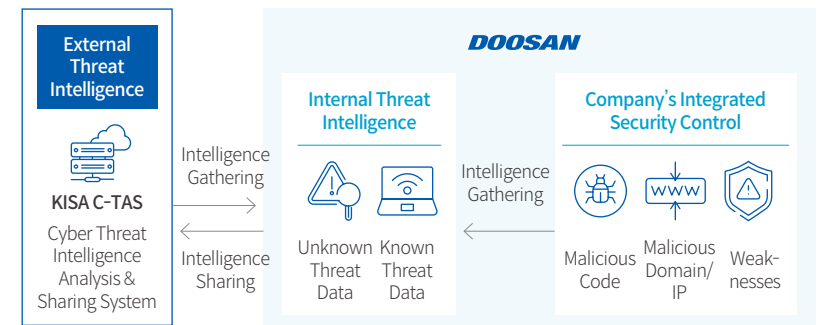 External
Threat
Intelligence
KISA C-TAS
Cyber Threat
Intelligence
Analysis &
Sharing System
Intelligence
Gathering
Intelligence
Sharing
DOOSAN
Internal Threat
Intelligence
Unknown
Threat
Data
Known
Threat
Data
Intelligence
Gathering
Company's Integrated
Security Control
www
Malicious
Code
Malicious
Domain/
IP
Weak-
nesses